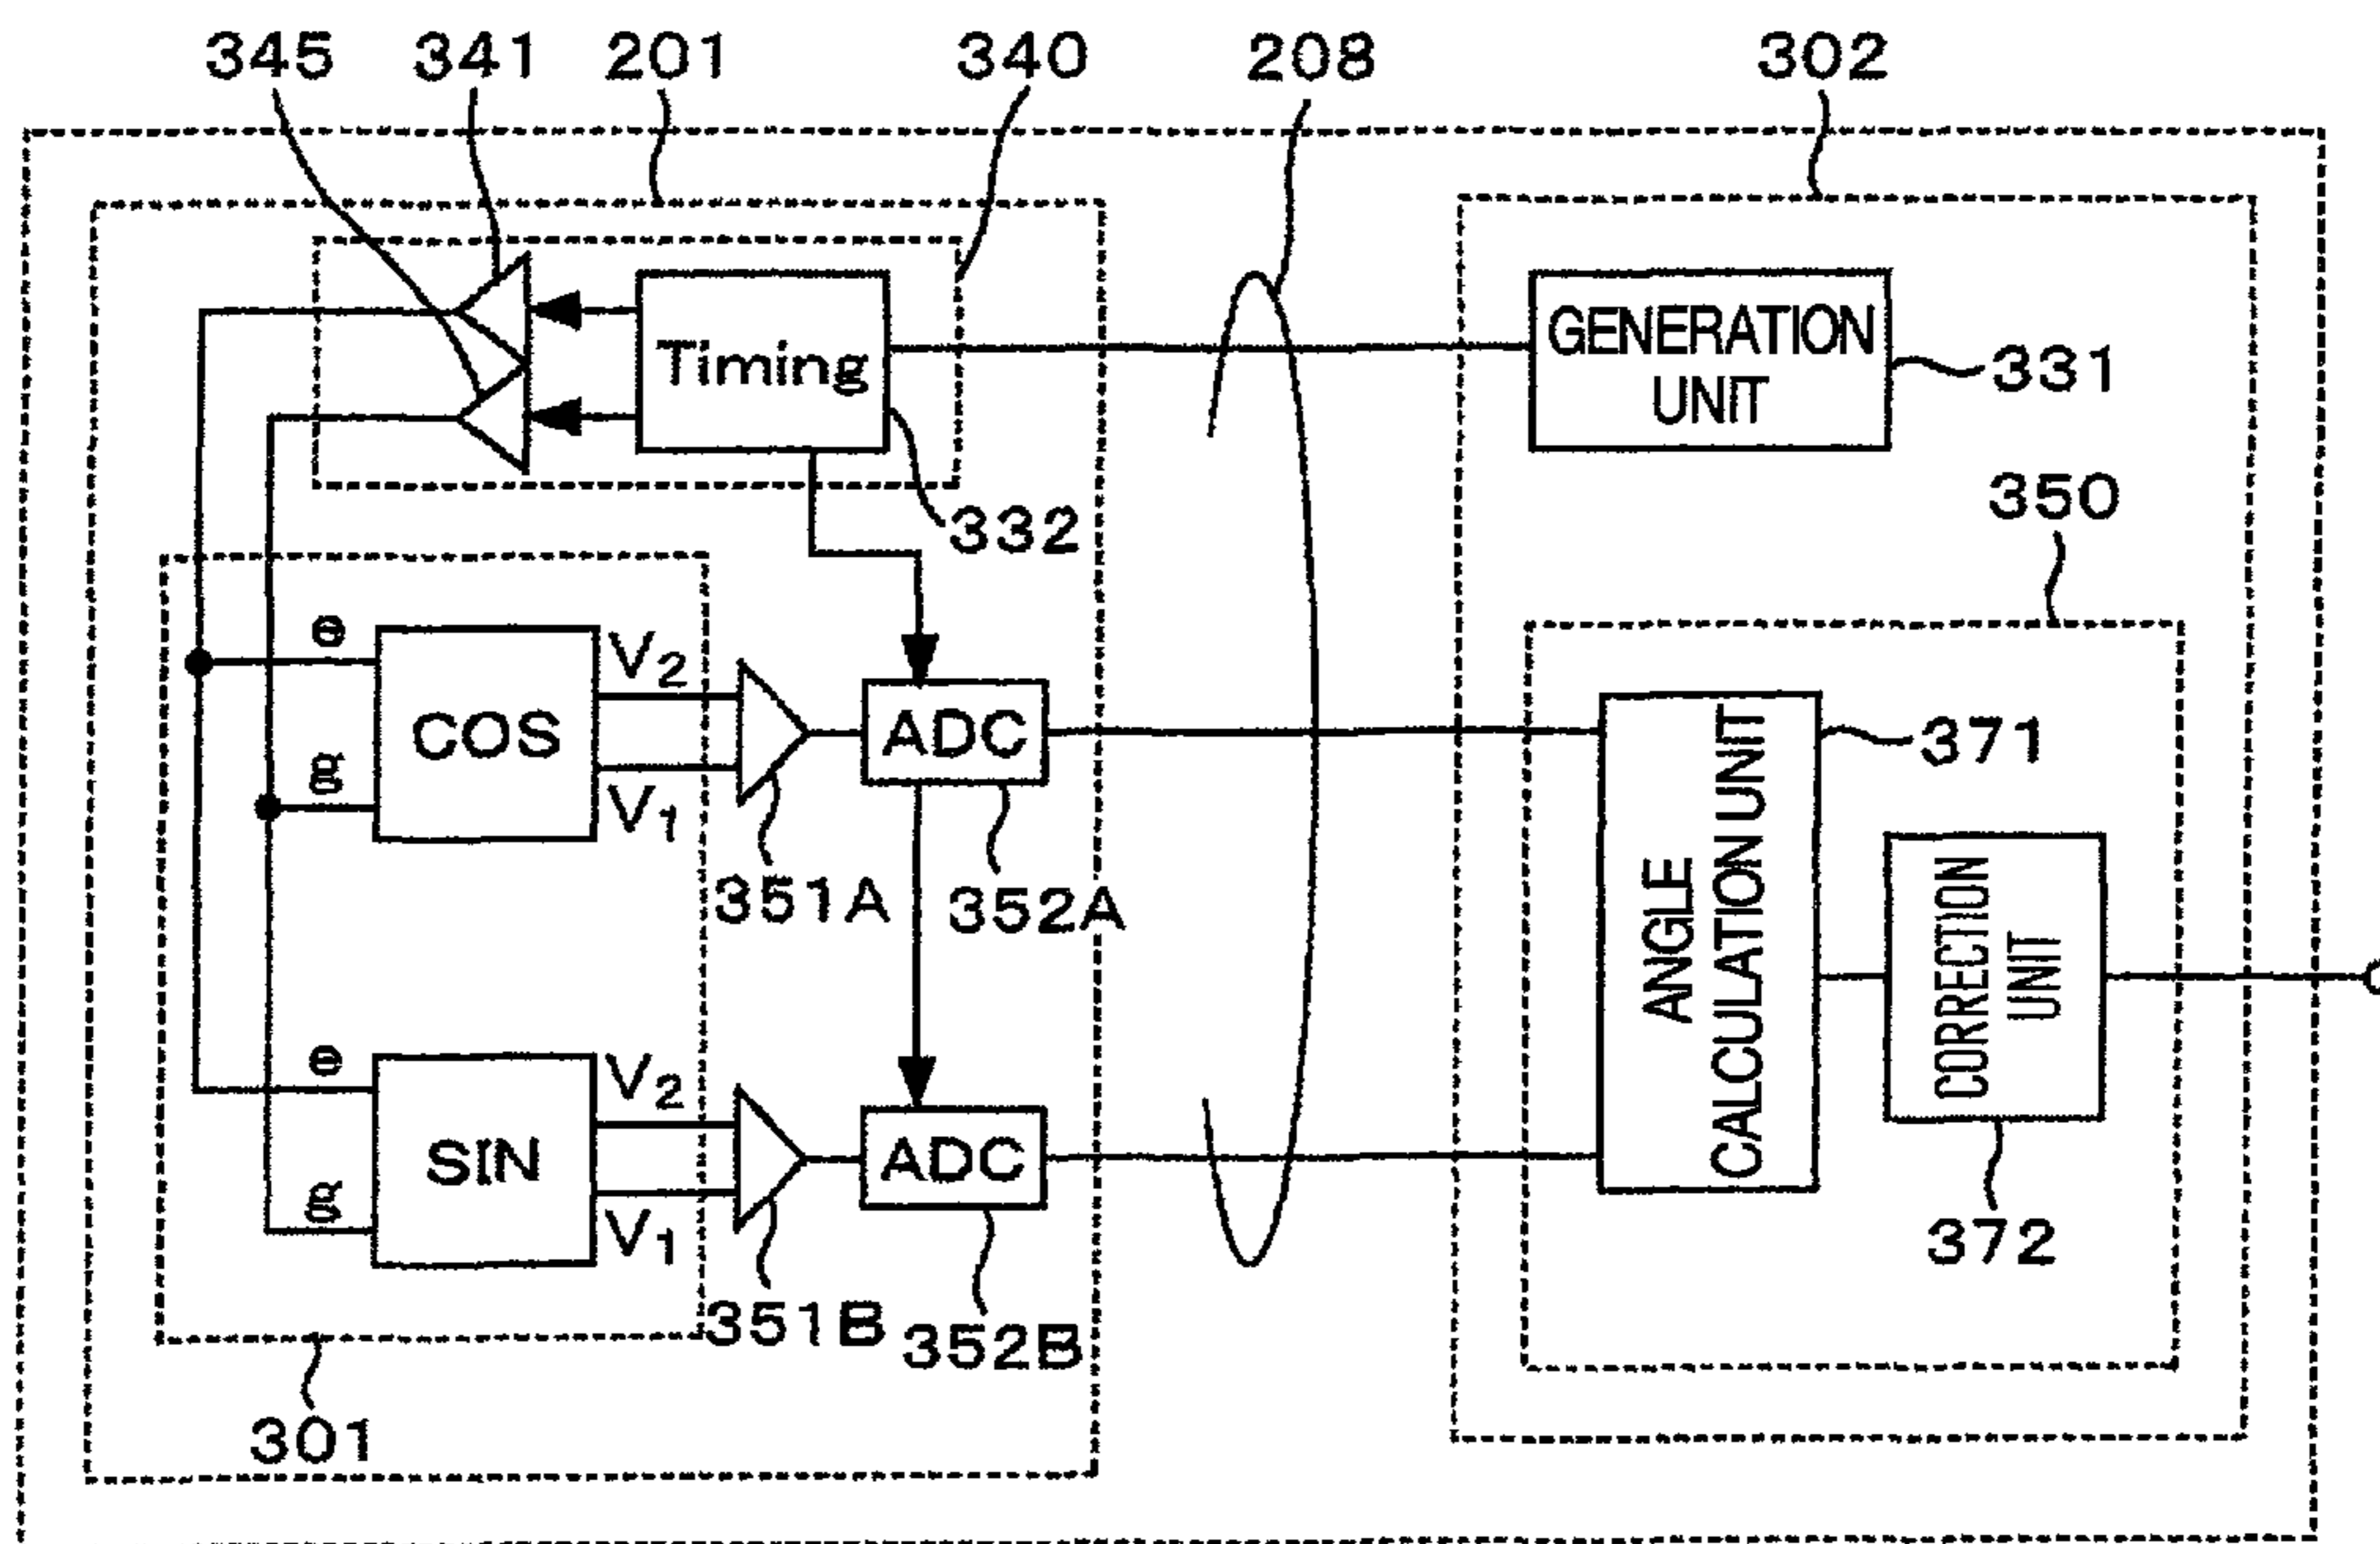 345 341 201 340 208 302
Timing
GENERATION
UNIT
331
350
332
e
COS
V2
g
V1
ADC
351A
352A
ANGLE
CALCULATION UNIT
371
CORRECTION
UNIT
372
e
SIN
V2
g
V1
ADC
351B
352B
301